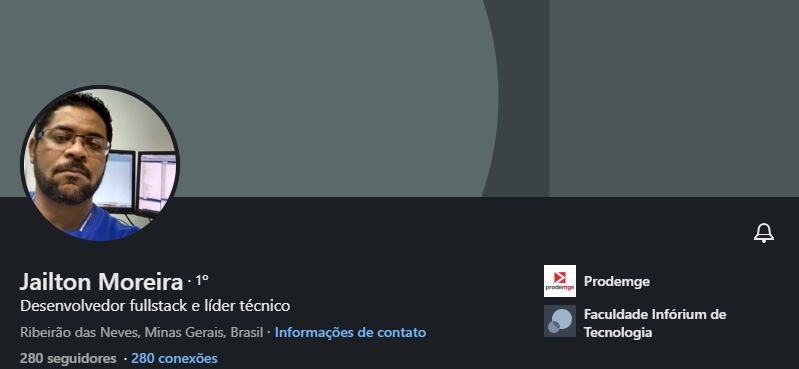 Jailton Moreira · 1º
Desenvolvedor fullstack e líder técnico
Ribeirão das Neves, Minas Gerais, Brasil · Informações de contato
280 seguidores · 280 conexões
prodemge
Prodemge
Faculdade Infórium de
Tecnologia